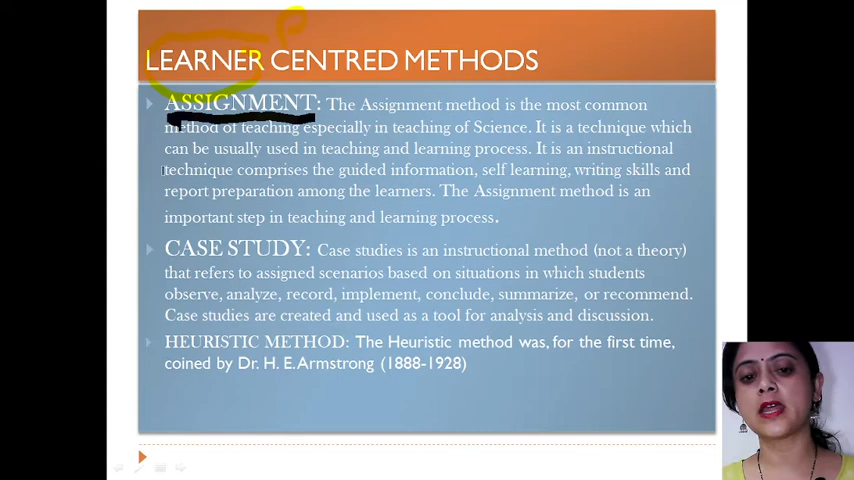 LEARNER CENTRED METHODS
ASSIGNMENT: The Assignment method is the most common
method of teaching especially in teaching of Science. It is a technique which
can be usually used in teaching and learning process. It is an instructional
technique comprises the guided information, self learning, writing skills and
report preparation among the learners. The Assignment method is an
important step in teaching and learning process.
CASE STUDY: Case studies is an instructional method (not a theory)
that refers to assigned scenarios based on situations in which students
observe, analyze, record, implement, conclude, summarize, or recommend.
Case studies are created and used as a tool for analysis and discussion.
HEURISTIC METHOD: The Heuristic method was, for the first time,
coined by Dr. H. E. Armstrong (1888-1928)